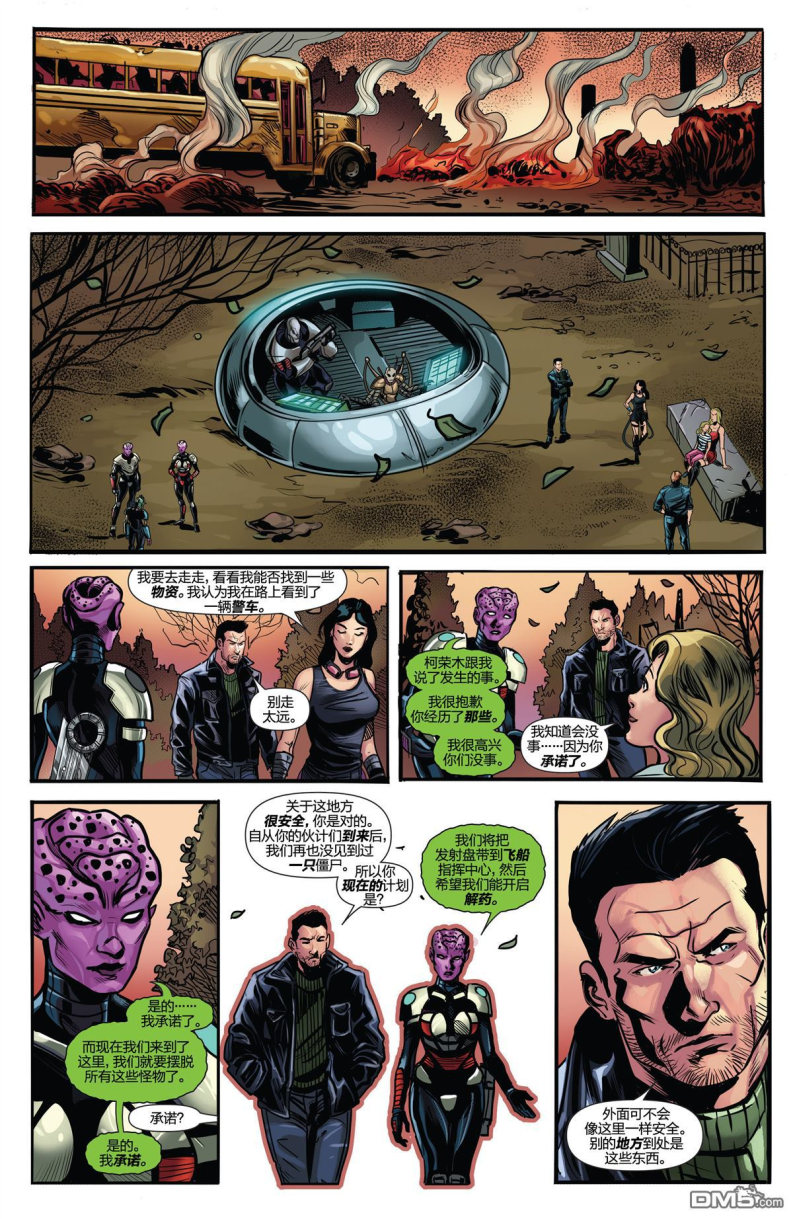 我要去走走，看看我能否找到一些
物资。我认为我在路上看到了
一辆警车。
别走
太远。
柯荣木跟我
说了发生的事。
我很抱歉
你经历了那些。
我很高兴
你们没事。
我知道会没
事……因为你
承诺了。
是的……
我承诺了。
而现在我们来到了
这里，我们就要摆脱
所有这些怪物了。
承诺？
是的。
我承诺。
关于这地方
很安全，你是对的。
自从你的伙计们到来后，
我们再也没见到过
一只僵尸。
所以你
现在的计划
是？
我们将把
发射盘带到飞船
指挥中心，然后
希望我们能开启
解药。
外面可不会
像这里一样安全。
别的地方到处是
这些东西。
DM5.com